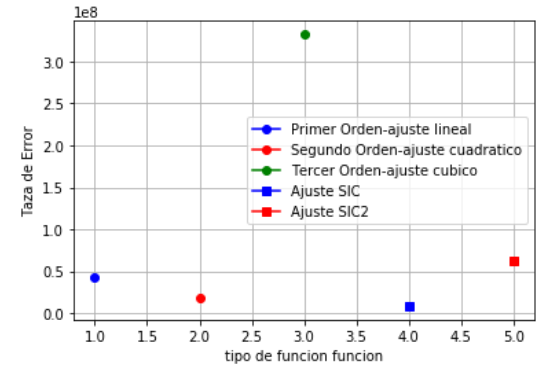 1e8
3.0
2.5
2.0
1.5
1.0
0.5
0.0
Taza de Error
Primer Orden-ajuste lineal
Segundo Orden-ajuste cuadratico
Tercer Orden-ajuste cubico
Ajuste SIC
Ajuste SIC2
1.0 1.5 2.0 2.5 3.0 3.5 4.0 4.5 5.0
tipo de funcion funcion